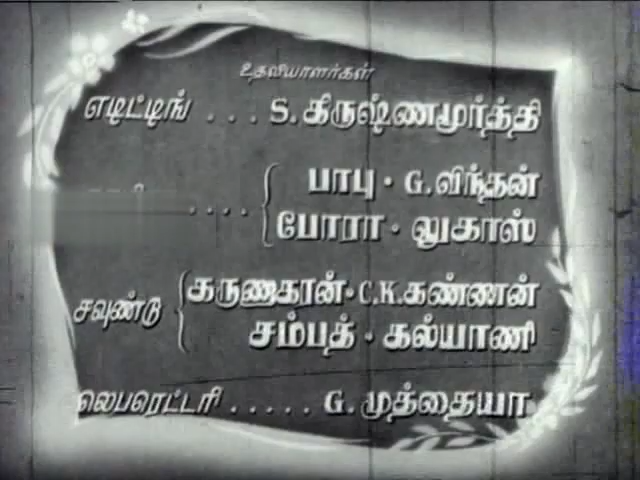 உதவியாளர்கள்
எடிட்டிங் . . . S. கிருஷ்ணமூர்த்தி
. . . . பாபு · G. விந்தன்
போரா · லூகாஸ்
சவுண்டு கருணாகரன் · C.K. கண்ணன்
சம்பத் · கல்யாணி
லெபரெட்டரி . . . . . G. முத்தையா